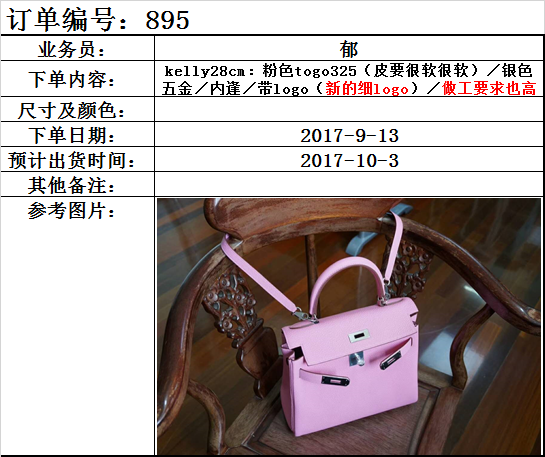 订单编号：895
业务员：
郁
下单内容：
kelly28cm：粉色togo325（皮要很软很软）／银色
五金／内蓬／带logo（新的细logo）／做工要求也高
尺寸及颜色：
下单日期：
2017-9-13
预计出货时间：
2017-10-3
其他备注：
参考图片：